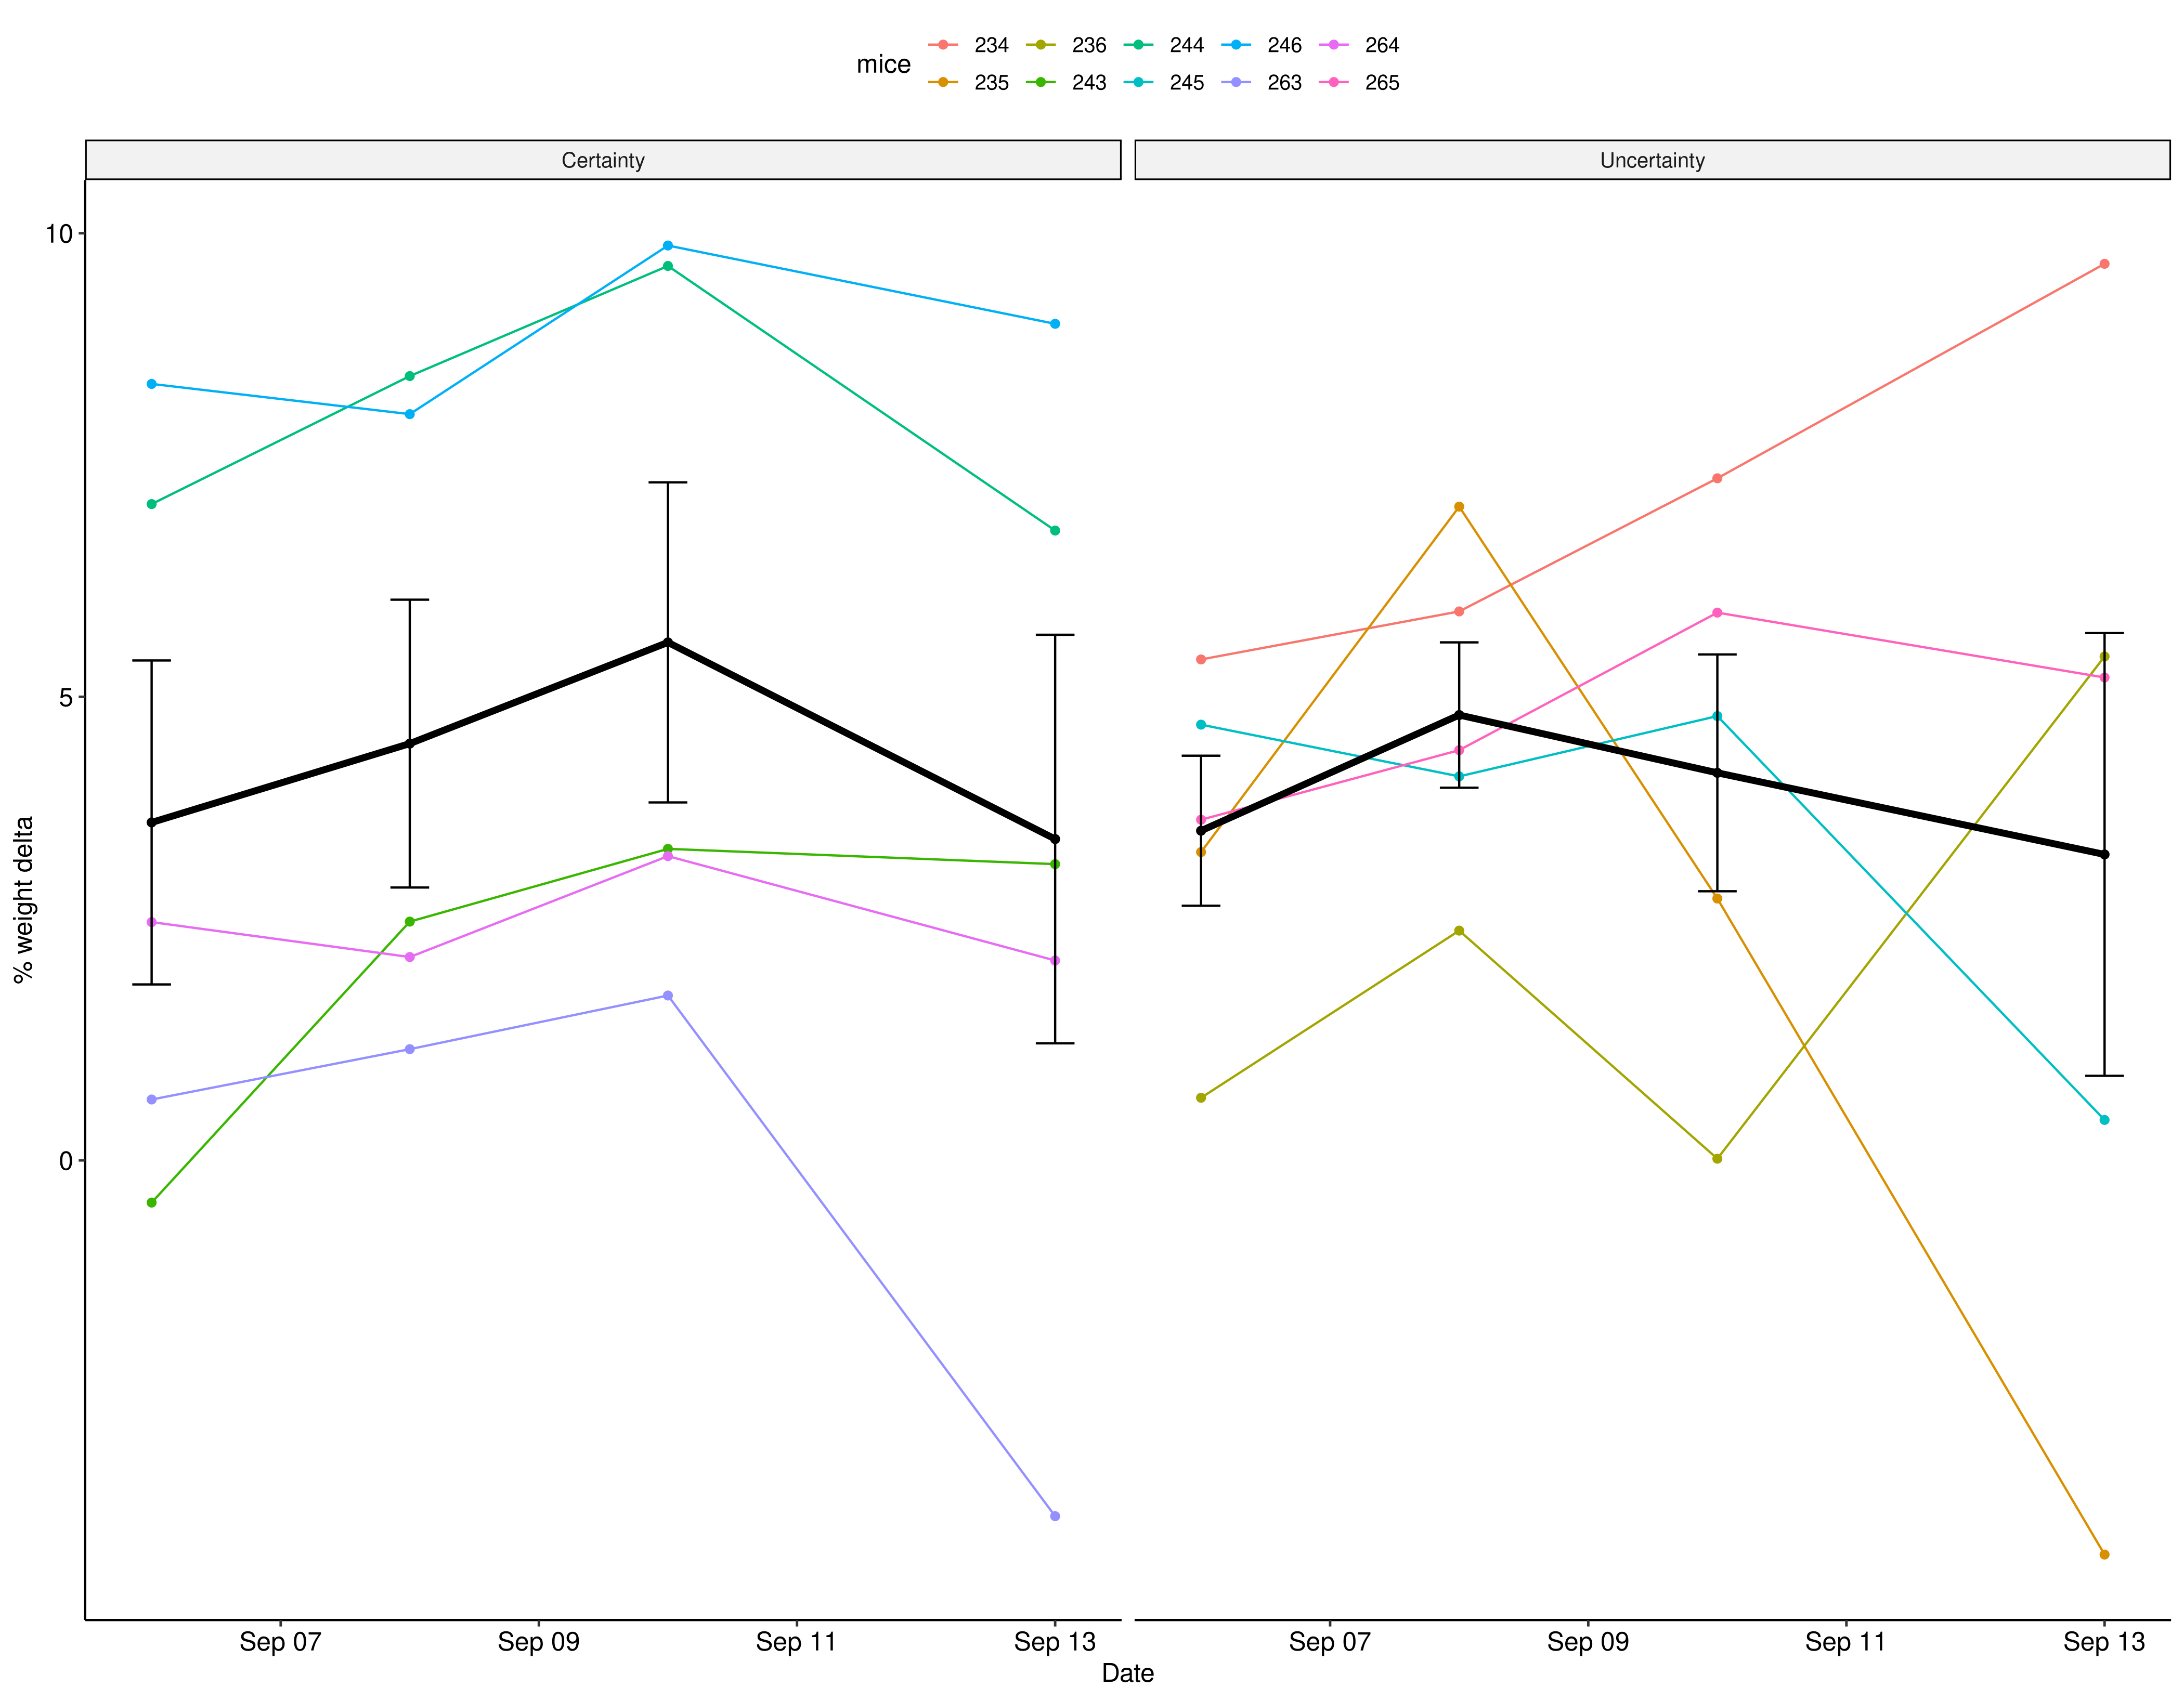 mice
234 236 244 246 264
235 243 245 263 265
Certainty Uncertainty
10
5
0
% weight delta
Sep 07 Sep 09 Sep 11 Sep 13 Sep 07 Sep 09 Sep 11 Sep 13
Date